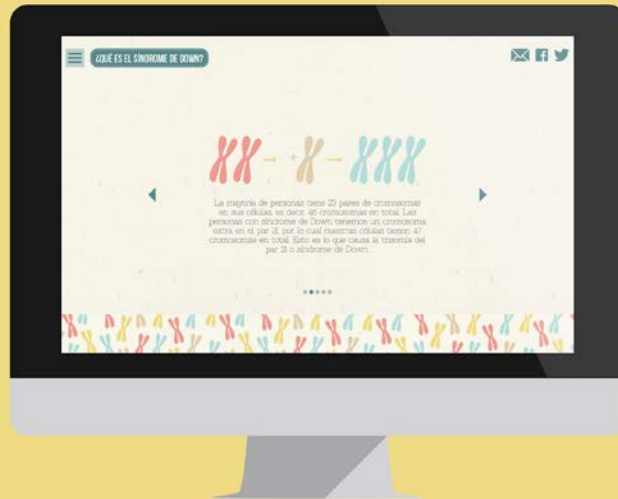 ¿QUÉ ES EL SÍNDROME DE DOWN?
La mayoría de personas tiene 23 pares de cromosomas
en sus células, es decir, 46 cromosomas en total. Las
personas con síndrome de Down tenemos un cromosoma
extra en el par 21, por lo cual nuestras células tienen 47
cromosomas en total. Esto es lo que causa la trisomía del
par 21 o síndrome de Down.